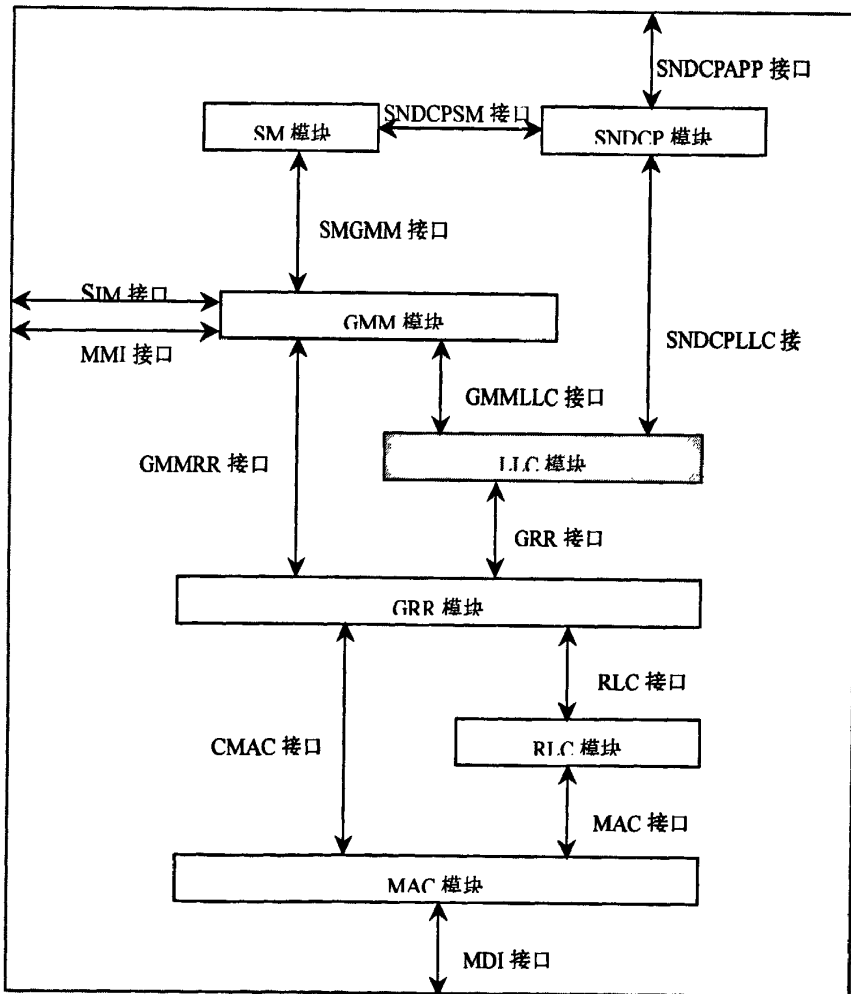 SNDCPAPP 接口
SNDCPSM 接口
SM 模块
SNDCP 模块
SMGMM 接口
SIM 接口
GMM 模块
MMI 接口
SNDCPLLC 接
GMMLLC 接口
GMMRR 接口
LLC 模块
GRR 接口
GRR 模块
RLC 接口
CMAC 接口
RLC 模块
MAC 接口
MAC 模块
MDI 接口